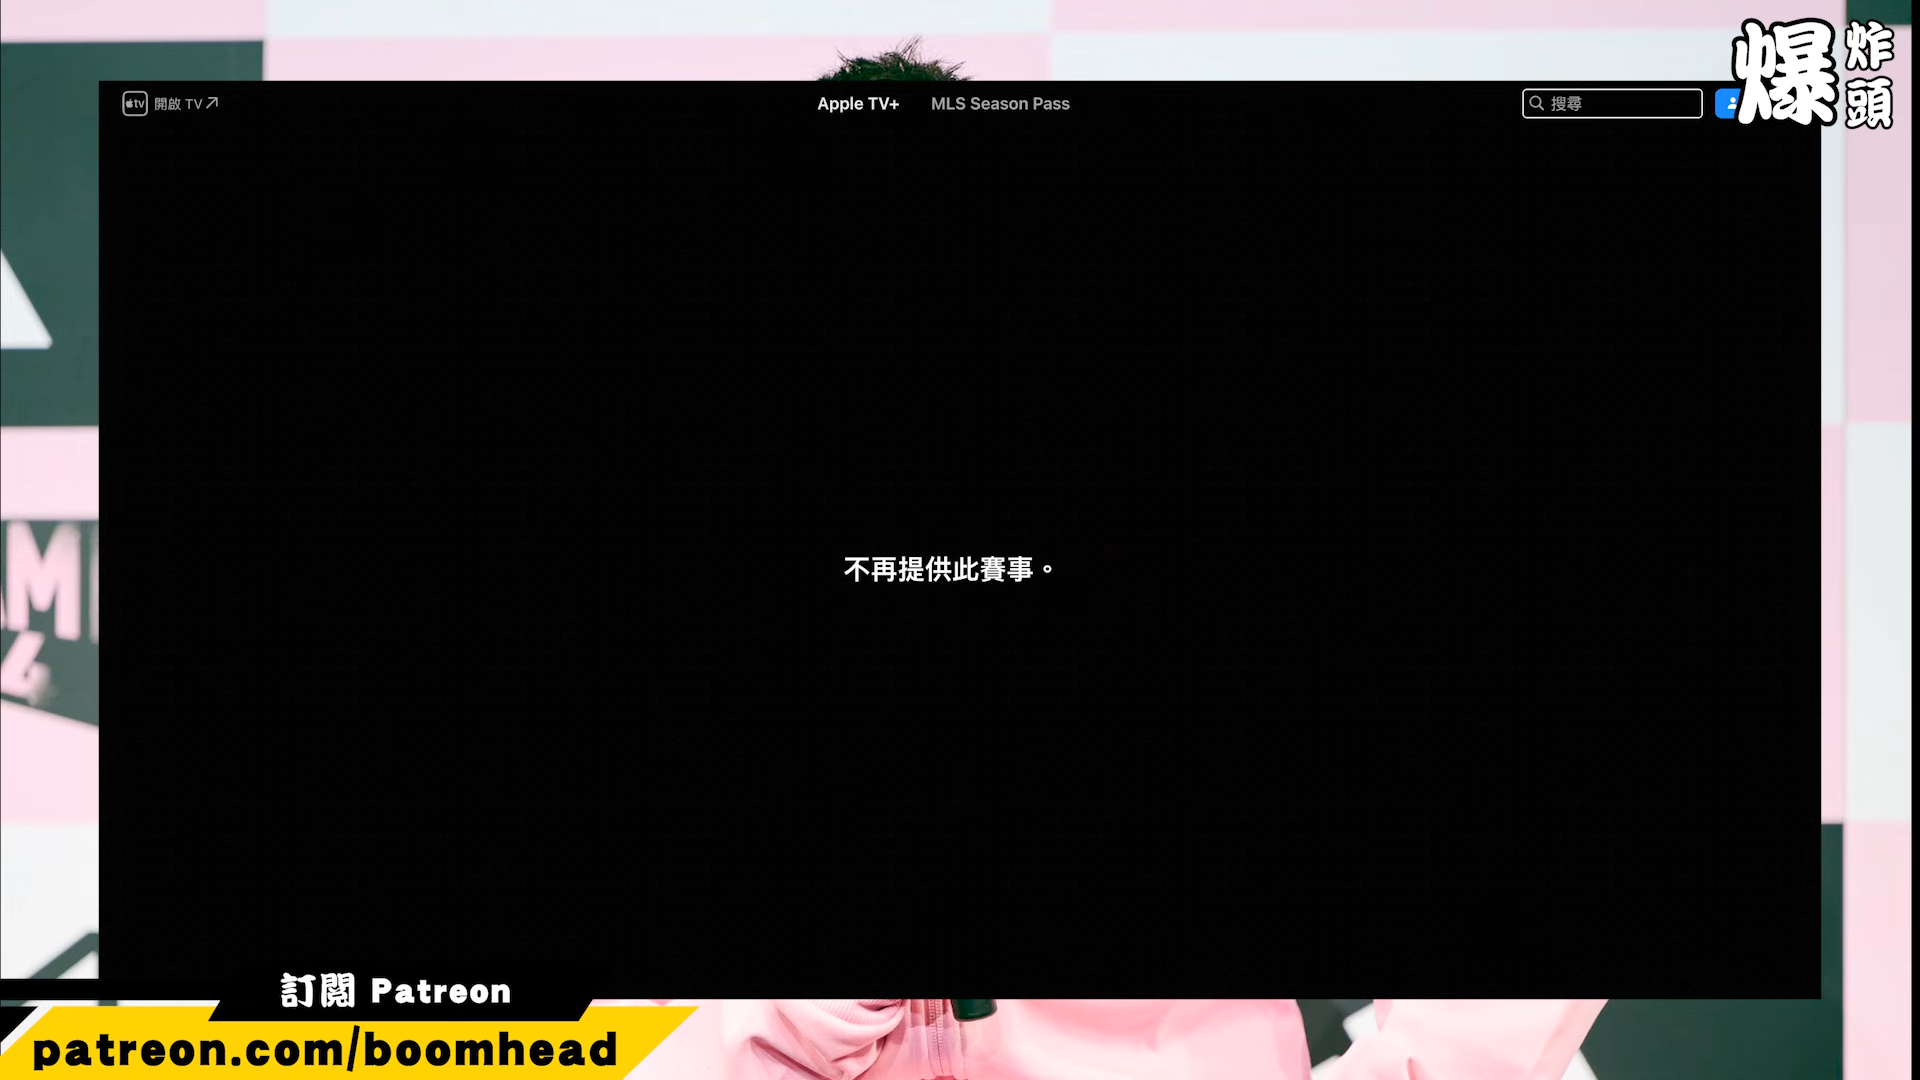 爆炸頭
tv 開啟 TV
Apple TV+
MLS Season Pass
搜尋
不再提供此賽事。
訂閱 Patreon
patreon.com/boomhead